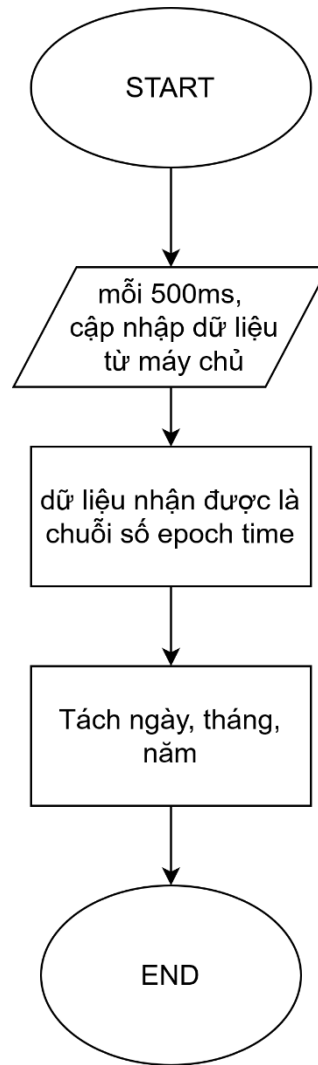 START
mỗi 500ms,
cập nhập dữ liệu
từ máy chủ
dữ liệu nhận được là
chuỗi số epoch time
Tách ngày, tháng,
năm
END